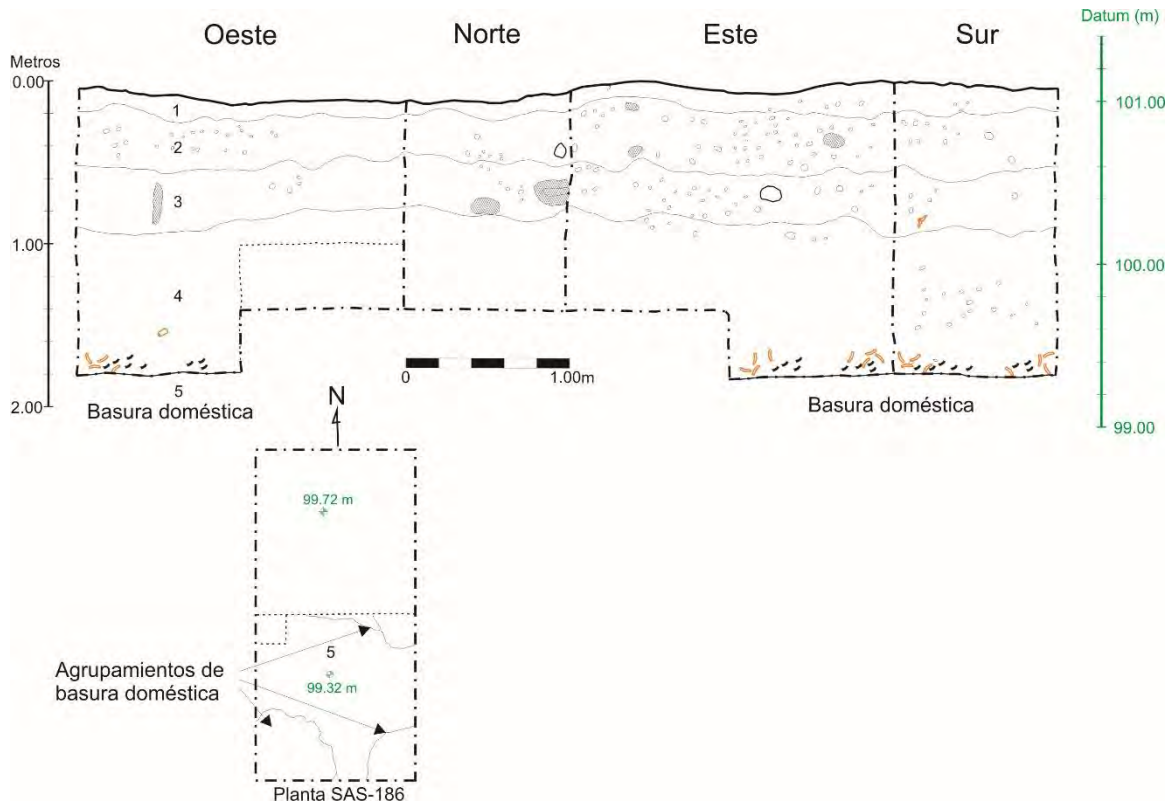 Oeste Norte Este Sur
Datum (m)
Metros
0.00
1
101.00
2
3
1.00
100.00
4
0 1.00m
5
2.00
Basura doméstica
Basura doméstica
99.00
N
99.72 m
5
Agrupamientos de
basura doméstica
99.32 m
Planta SAS-186